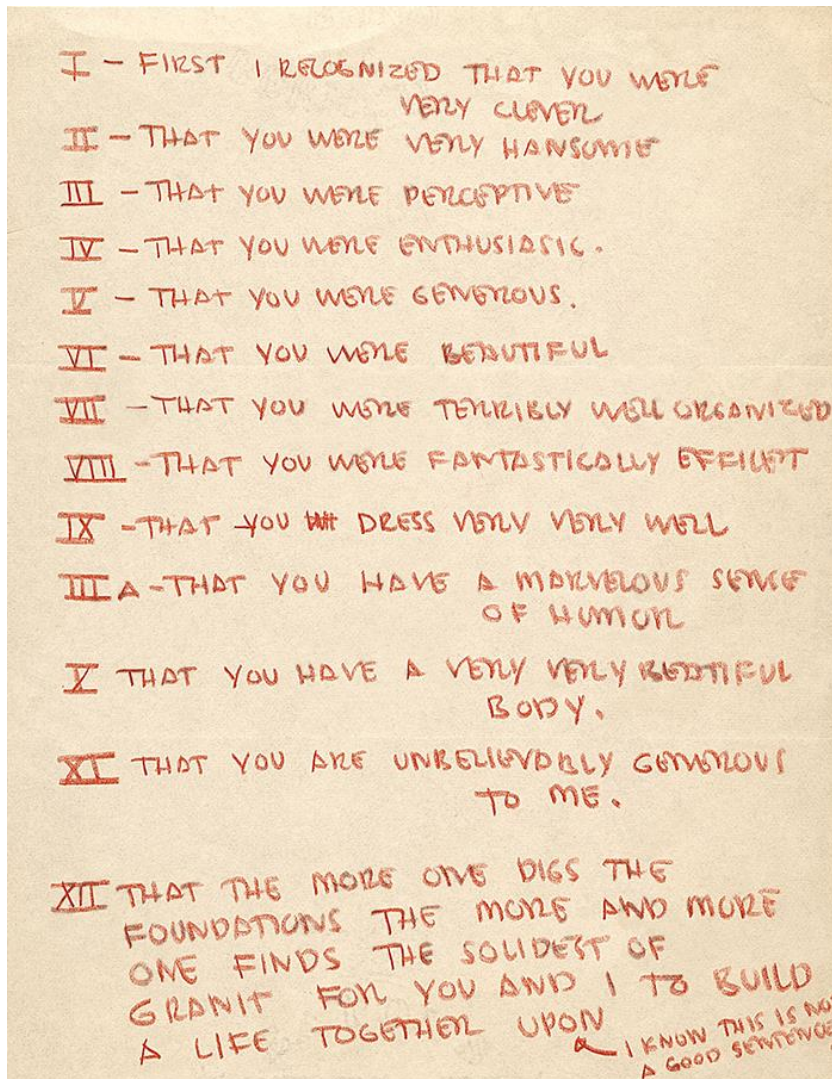 I - FIRST I RECOGNIZED THAT YOU WERE
VERY CLEVER
II - THAT YOU WERE VERY HANSOME
III - THAT YOU WERE PERCEPTIVE
IV - THAT YOU WERE ENTHUSIASIC.
V - THAT YOU WERE GENEROUS.
VI - THAT YOU WERE BEAUTIFUL
VII - THAT YOU WERE TERRIBLY WELL ORGANIZED
VIII - THAT YOU WERE FANTASTICALLY EFFICIPT
IX - THAT YOU DRESS VERY VERY WELL
III A - THAT YOU HAVE A MARVELOUS SENSE
OF HUMOR
X THAT YOU HAVE A VERY VERY BEATIFUL
BODY.
XI THAT YOU ARE UNBELIEVABLY GENEROUS
TO ME.
XII THAT THE MORE ONE DIGS THE
FOUNDATIONS THE MORE AND MORE
ONE FINDS THE SOLIDEST OF
GRANIT FOR YOU AND I TO BUILD
A LIFE TOGETHER UPON
I KNOW THIS IS NO
A GOOD SENTENCE